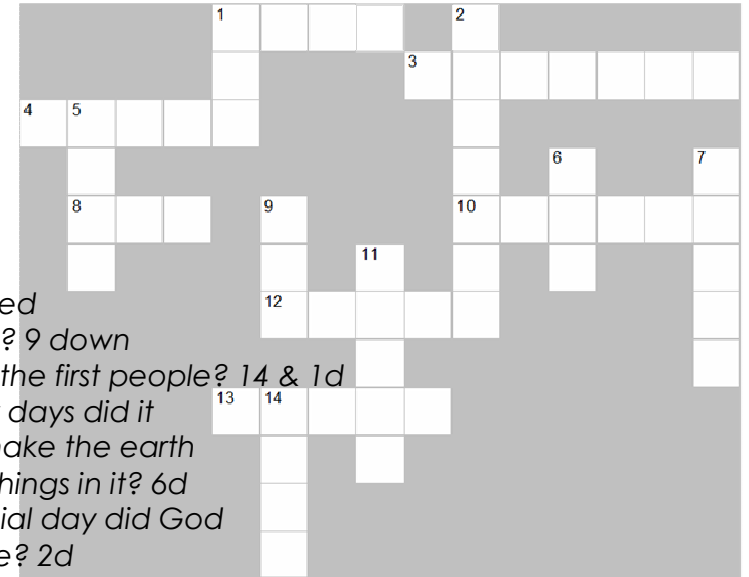 1
2
3
4 5
6 7
8 9 10
11
12
ed
? 9 down
the first people? 14 & 1d
days did it
ake the earth
hings in it? 6d
ial day did God
e? 2d
13 14